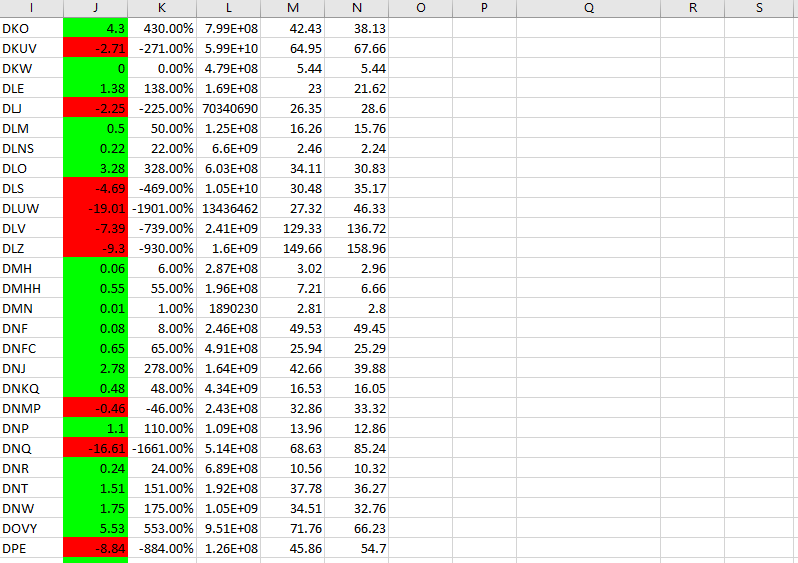 I J K L M N O P Q R S
DKO 4.3 430.00% 7.99E+08 42.43 38.13
DKUV -2.71 -271.00% 5.99E+10 64.95 67.66
DKW 0 0.00% 4.79E+08 5.44 5.44
DLE 1.38 138.00% 1.69E+08 23 21.62
DLJ -2.25 -225.00% 70340690 26.35 28.6
DLM 0.5 50.00% 1.25E+08 16.26 15.76
DLNS 0.22 22.00% 6.6E+09 2.46 2.24
DLO 3.28 328.00% 6.03E+08 34.11 30.83
DLS -4.69 -469.00% 1.05E+10 30.48 35.17
DLUW -19.01 -1901.00% 13436462 27.32 46.33
DLV -7.39 -739.00% 2.41E+09 129.33 136.72
DLZ -9.3 -930.00% 1.6E+09 149.66 158.96
DMH 0.06 6.00% 2.87E+08 3.02 2.96
DMHH 0.55 55.00% 1.96E+08 7.21 6.66
DMN 0.01 1.00% 1890230 2.81 2.8
DNF 0.08 8.00% 2.46E+08 49.53 49.45
DNFC 0.65 65.00% 4.91E+08 25.94 25.29
DNJ 2.78 278.00% 1.64E+09 42.66 39.88
DNKQ 0.48 48.00% 4.34E+09 16.53 16.05
DNMP -0.46 -46.00% 2.43E+08 32.86 33.32
DNP 1.1 110.00% 1.09E+08 13.96 12.86
DNQ -16.61 -1661.00% 5.14E+08 68.63 85.24
DNR 0.24 24.00% 6.89E+08 10.56 10.32
DNT 1.51 151.00% 1.92E+08 37.78 36.27
DNW 1.75 175.00% 1.05E+09 34.51 32.76
DOVY 5.53 553.00% 9.51E+08 71.76 66.23
DPE -8.84 -884.00% 1.26E+08 45.86 54.7